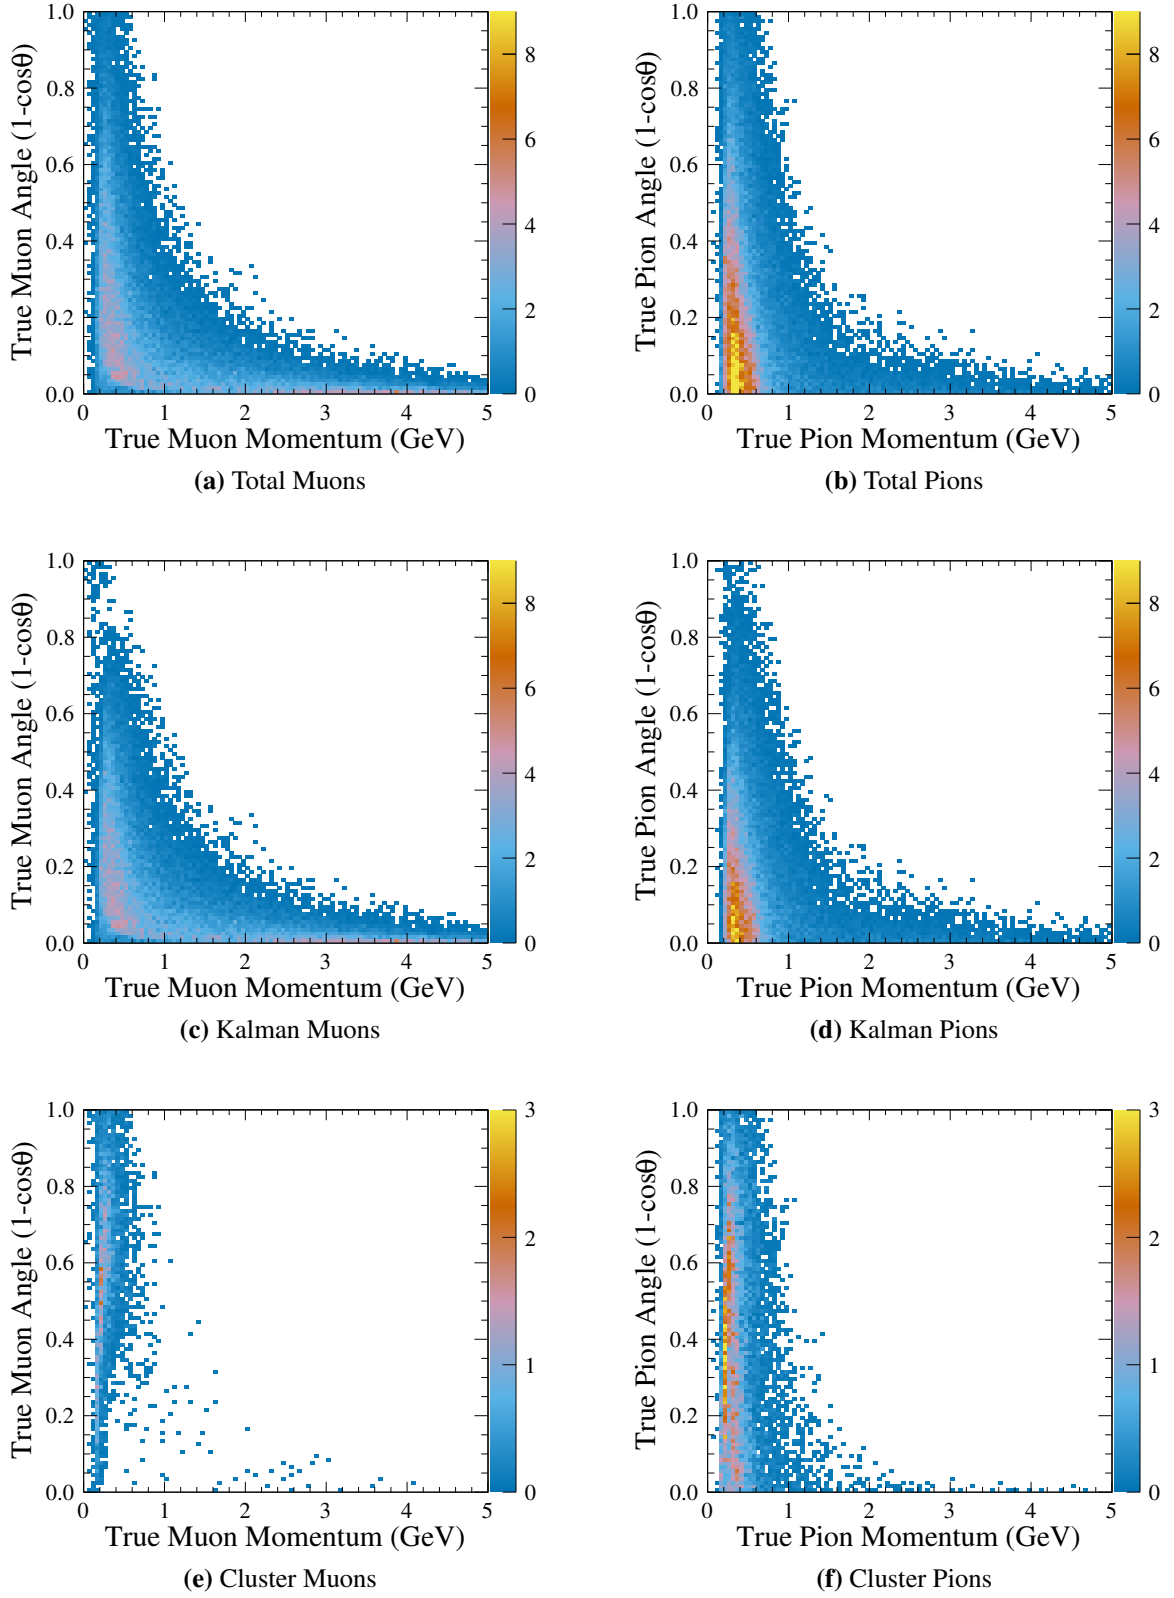 True Muon Angle (1-cosθ)
1.0
0.8
0.6
0.4
0.2
0.0
0 1 2 3 4 5
True Muon Momentum (GeV)
8
6
4
2
0
(a) Total Muons
True Pion Angle (1-cosθ)
1.0
0.8
0.6
0.4
0.2
0.0
0 1 2 3 4 5
True Pion Momentum (GeV)
8
6
4
2
0
(b) Total Pions
True Muon Angle (1-cosθ)
1.0
0.8
0.6
0.4
0.2
0.0
0 1 2 3 4 5
True Muon Momentum (GeV)
8
6
4
2
0
(c) Kalman Muons
True Pion Angle (1-cosθ)
1.0
0.8
0.6
0.4
0.2
0.0
0 1 2 3 4 5
True Pion Momentum (GeV)
8
6
4
2
0
(d) Kalman Pions
True Muon Angle (1-cosθ)
1.0
0.8
0.6
0.4
0.2
0.0
0 1 2 3 4 5
True Muon Momentum (GeV)
3
2
1
0
(e) Cluster Muons
True Pion Angle (1-cosθ)
1.0
0.8
0.6
0.4
0.2
0.0
0 1 2 3 4 5
True Pion Momentum (GeV)
3
2
1
0
(f) Cluster Pions